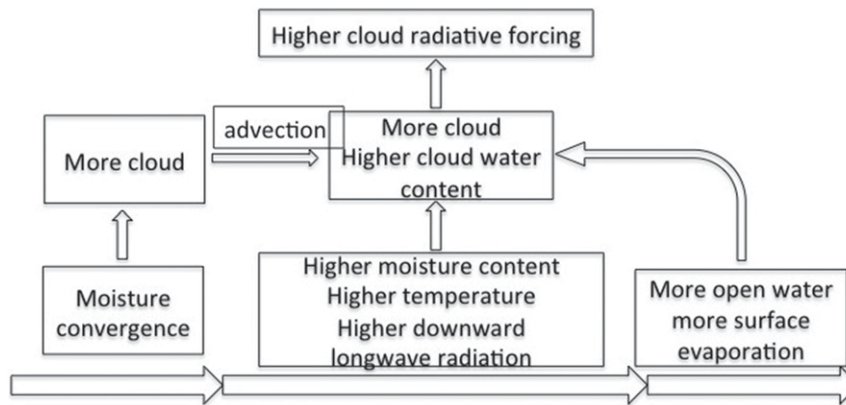 Higher cloud radiative forcing
advection
More cloud
More cloud
Higher cloud water
content
Moisture
convergence
Higher moisture content
Higher temperature
Higher downward
longwave radiation
More open water
more surface
evaporation